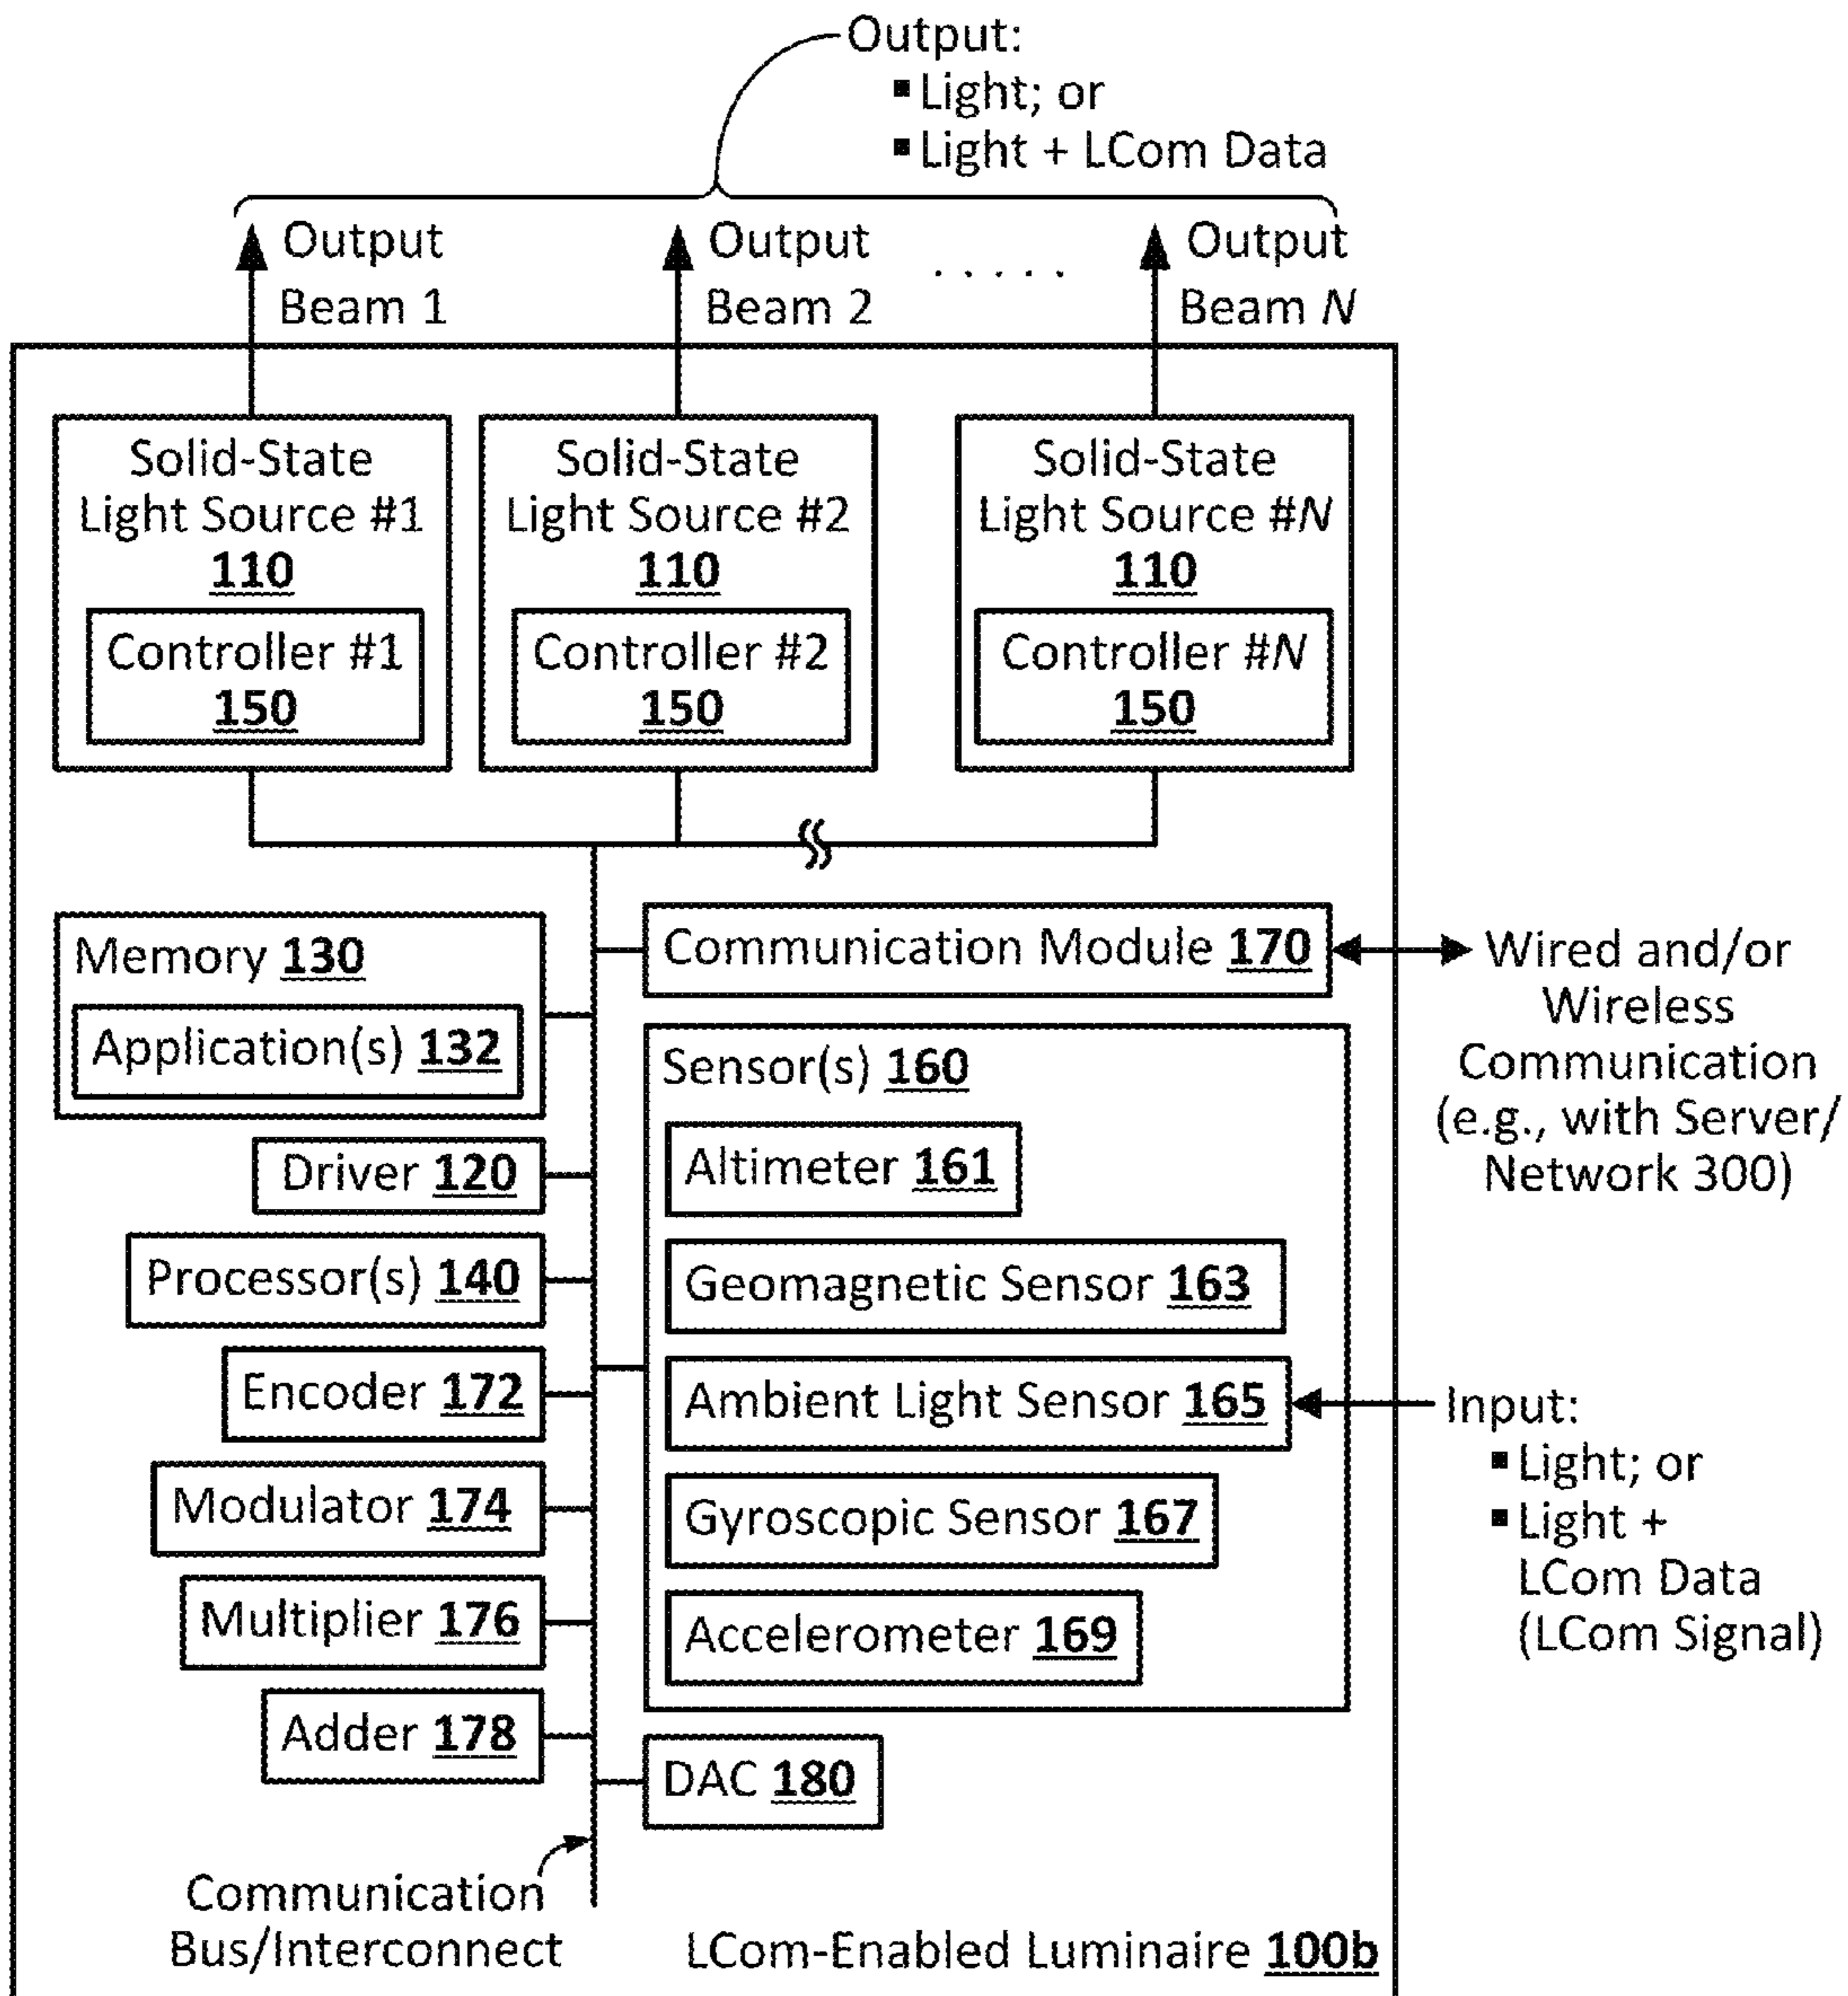 Output:
▪ Light; or
▪ Light + LCom Data
Output
Beam 1
Output
Beam 2
. . . . .
Output
Beam N
Solid-State
Light Source #1
110
Controller #1
150
Solid-State
Light Source #2
110
Controller #2
150
Solid-State
Light Source #N
110
Controller #N
150
Memory 130
Application(s) 132
Driver 120
Processor(s) 140
Encoder 172
Modulator 174
Multiplier 176
Adder 178
Communication
Bus/Interconnect
Communication Module 170
Wired and/or
Wireless
Communication
(e.g., with Server/
Network 300)
Sensor(s) 160
Altimeter 161
Geomagnetic Sensor 163
Ambient Light Sensor 165
Gyroscopic Sensor 167
Accelerometer 169
Input:
▪ Light; or
▪ Light +
LCom Data
(LCom Signal)
DAC 180
LCom-Enabled Luminaire 100b